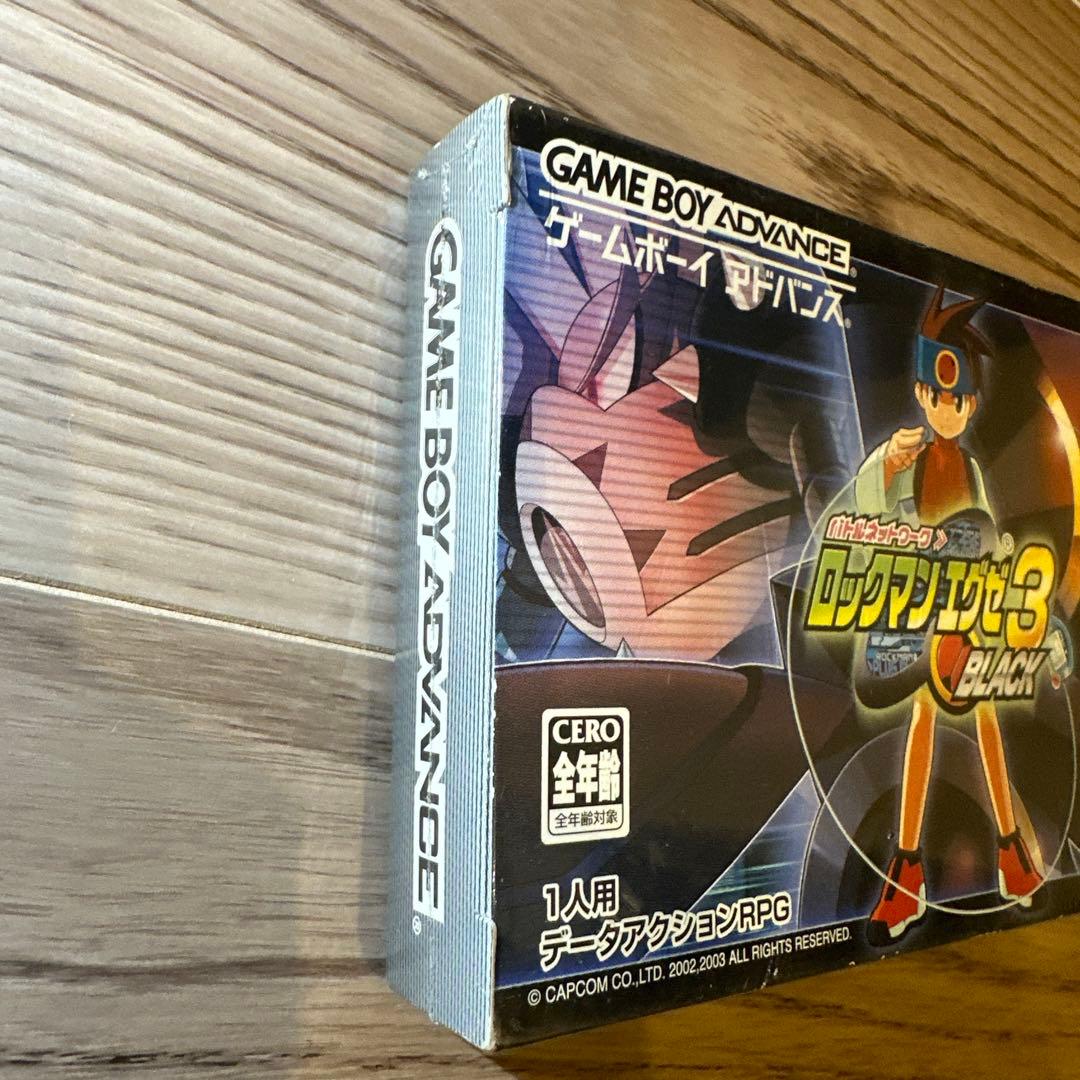 GAME BOY ADVANCE®
GAME BOY ADVANCE®
ゲームボーイ アドバンス®
バトルネットワーク
ロックマン エグゼ3®
BLACK
CERO
全年齢
全年齢対象
1人用
データアクションRPG
© CAPCOM CO.,LTD. 2002,2003 ALL RIGHTS RESERVED.